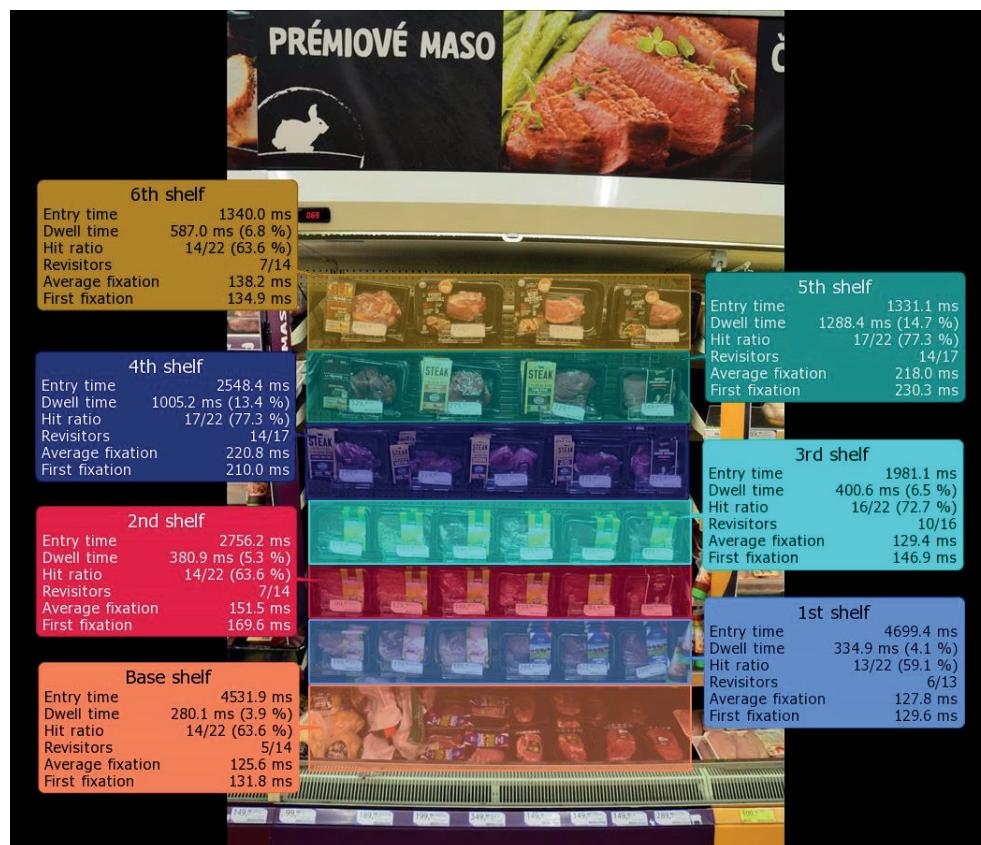 PRÉMIOVÉ MASO
Č
6th shelf
Entry time 1340.0 ms
Dwell time 587.0 ms (6.8 %)
Hit ratio 14/22 (63.6 %)
Revisitors 7/14
Average fixation 138.2 ms
First fixation 134.9 ms
5th shelf
Entry time 1331.1 ms
Dwell time 1288.4 ms (14.7 %)
Hit ratio 17/22 (77.3 %)
Revisitors 14/17
Average fixation 218.0 ms
First fixation 230.3 ms
4th shelf
Entry time 2548.4 ms
Dwell time 1005.2 ms (13.4 %)
Hit ratio 17/22 (77.3 %)
Revisitors 14/17
Average fixation 220.8 ms
First fixation 210.0 ms
3rd shelf
Entry time 1981.1 ms
Dwell time 400.6 ms (6.5 %)
Hit ratio 16/22 (72.7 %)
Revisitors 10/16
Average fixation 129.4 ms
First fixation 146.9 ms
2nd shelf
Entry time 2756.2 ms
Dwell time 380.9 ms (5.3 %)
Hit ratio 14/22 (63.6 %)
Revisitors 7/14
Average fixation 151.5 ms
First fixation 169.6 ms
1st shelf
Entry time 4699.4 ms
Dwell time 334.9 ms (4.1 %)
Hit ratio 13/22 (59.1 %)
Revisitors 6/13
Average fixation 127.8 ms
First fixation 129.6 ms
Base shelf
Entry time 4531.9 ms
Dwell time 280.1 ms (3.9 %)
Hit ratio 14/22 (63.6 %)
Revisitors 5/14
Average fixation 125.6 ms
First fixation 131.8 ms
STEAK
STEAK
STEAK
STEAK
STEAK
MAS